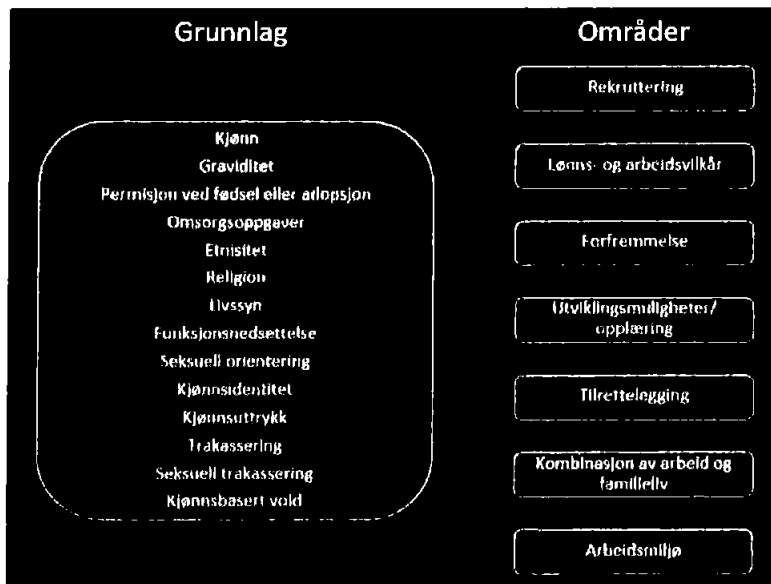 Grunnlag
Kjønn
Graviditet
Permisjon ved fødsel eller adopsjon
Omsorgsoppgaver
Etnisitet
Religion
Livssyn
Funksjonsnedsettelse
Seksuell orientering
Kjønnsidentitet
Kjønnsuttrykk
Trakassering
Seksuell trakassering
Kjønnsbasert vold
Områder
Rekruttering
Lønns- og arbeidsvilkår
Forfremmelse
Utviklingsmuligheter/
opplæring
Tilrettelegging
Kombinasjon av arbeid og
familieliv
Arbeidsmiljø